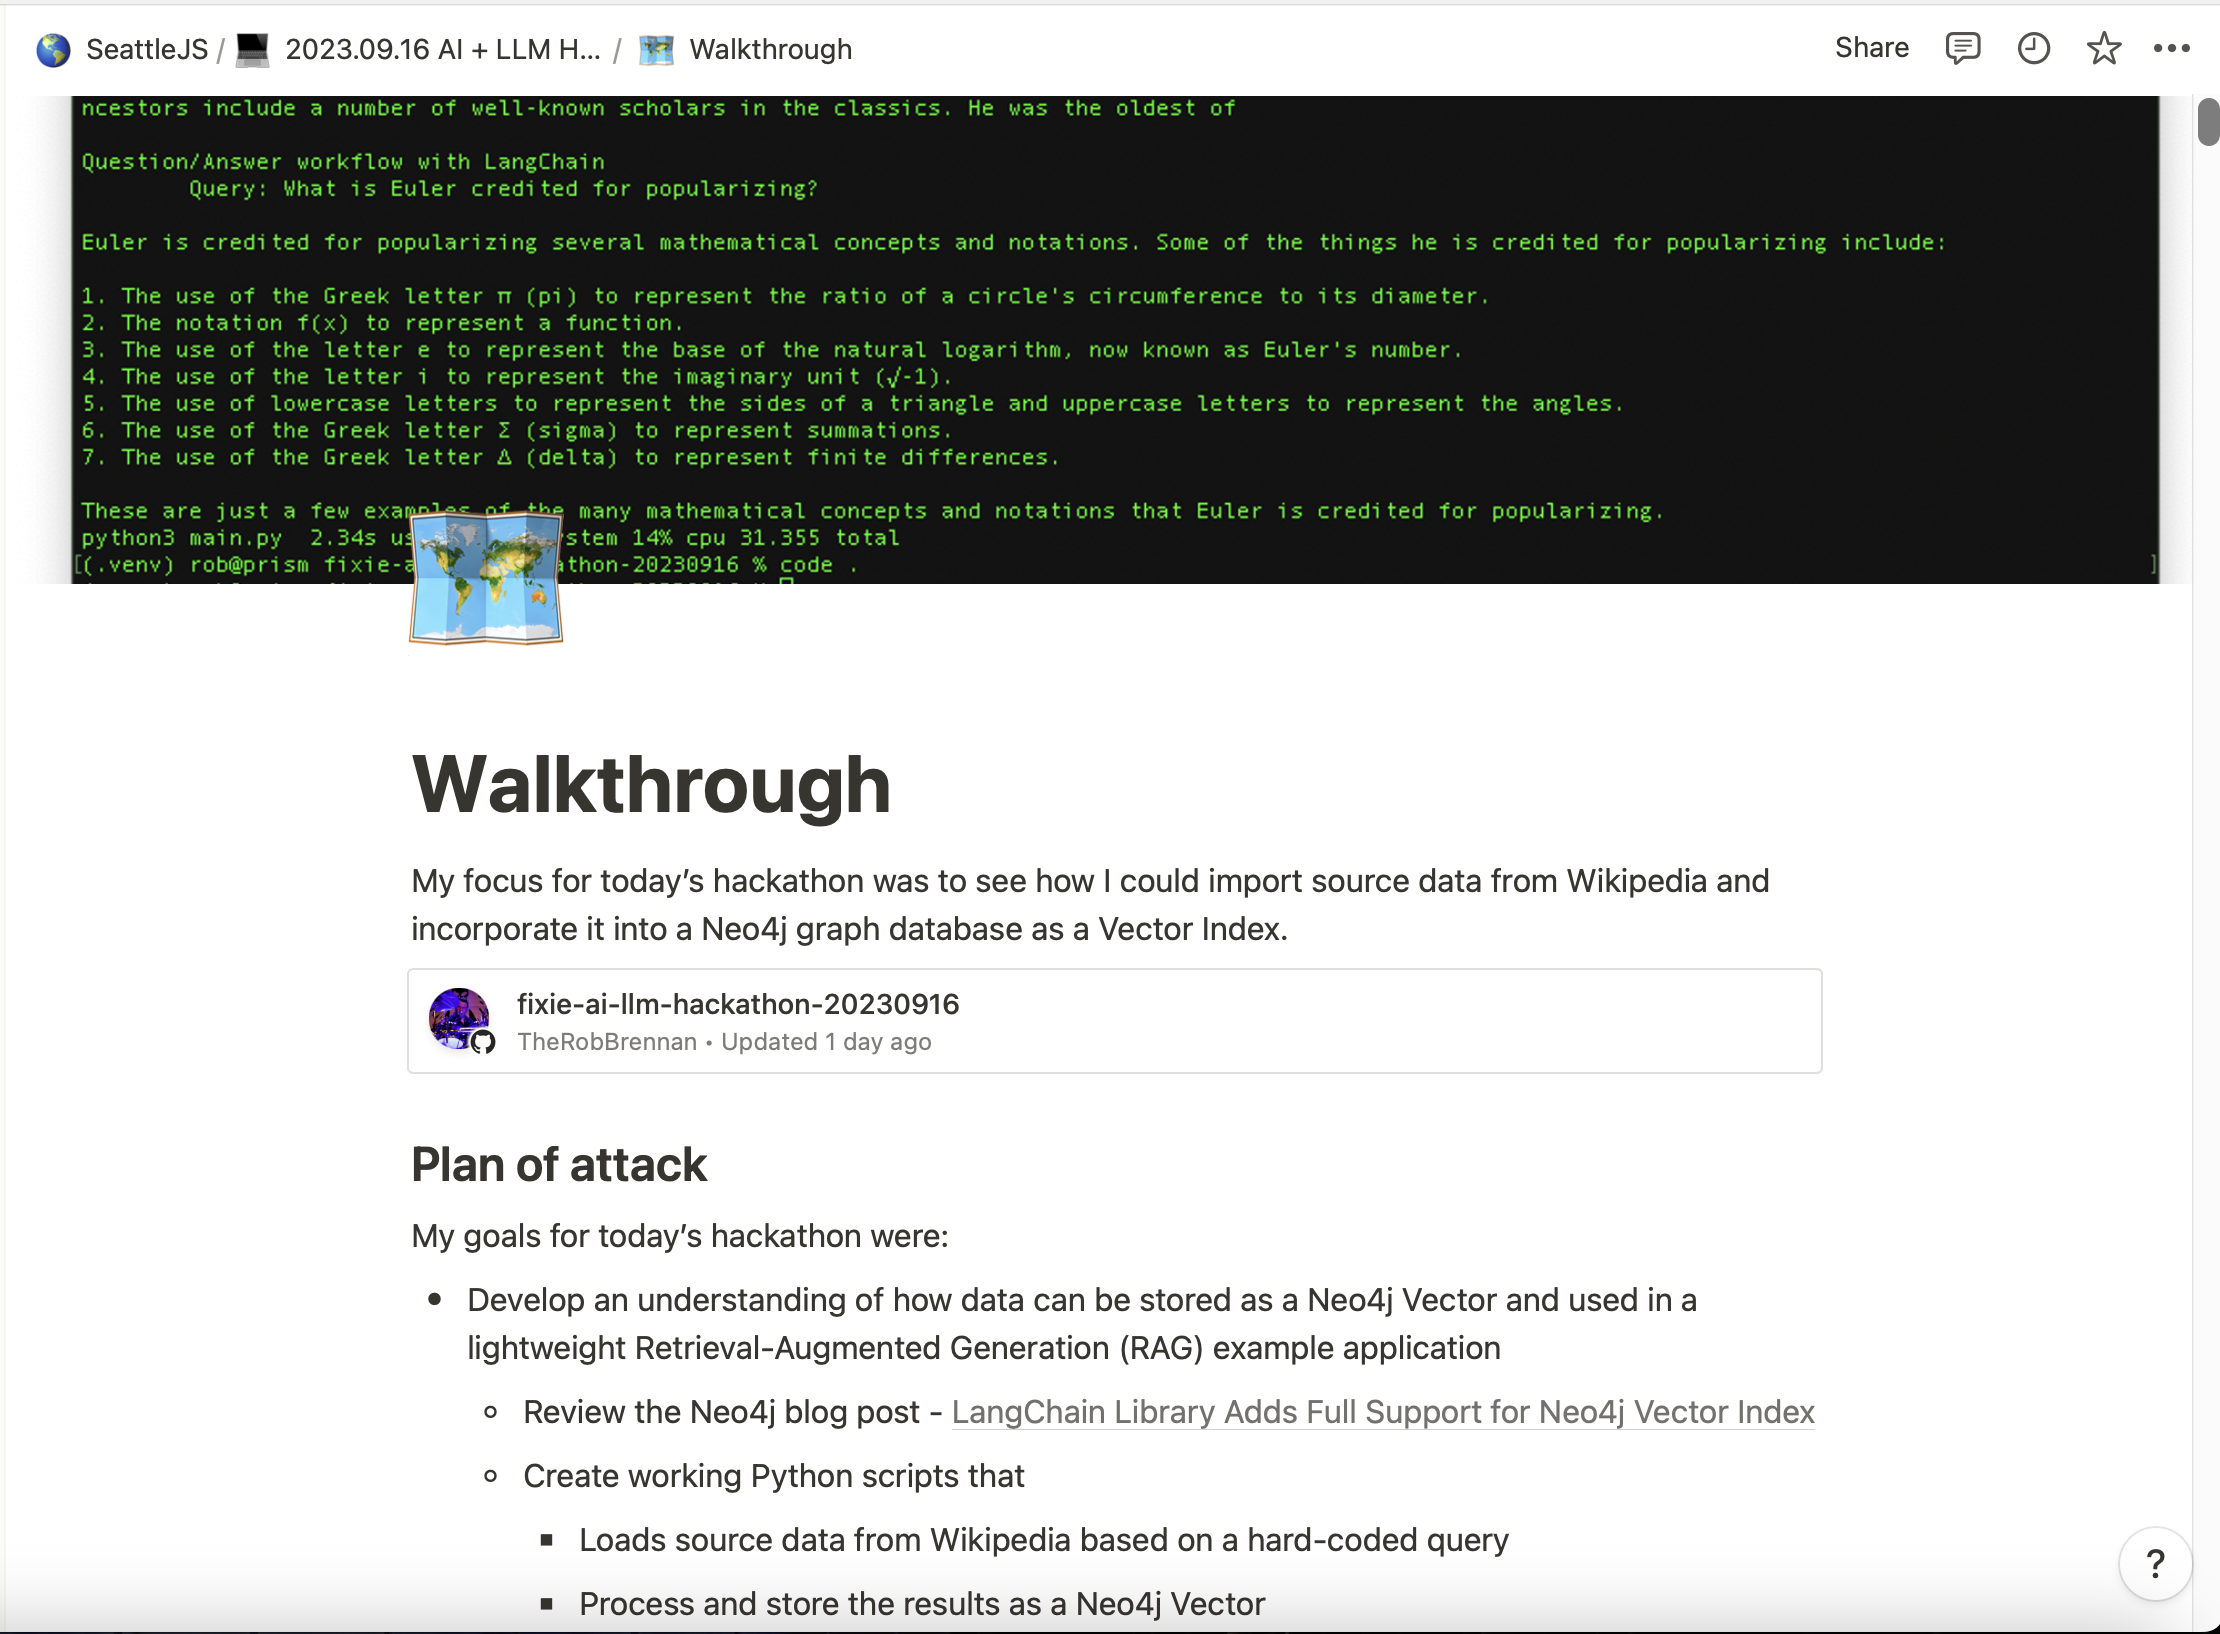 SeattleJS / 2023.09.16 AI + LLM H... / Walkthrough
Share
ncestors include a number of well-known scholars in the classics. He was the oldest of
Question/Answer workflow with LangChain
Query: What is Euler credited for popularizing?
Euler is credited for popularizing several mathematical concepts and notations. Some of the things he is credited for popularizing include:
1. The use of the Greek letter π (pi) to represent the ratio of a circle's circumference to its diameter.
2. The notation f(x) to represent a function.
3. The use of the letter e to represent the base of the natural logarithm, now known as Euler's number.
4. The use of the letter i to represent the imaginary unit (√-1).
5. The use of lowercase letters to represent the sides of a triangle and uppercase letters to represent the angles.
6. The use of the Greek letter Σ (sigma) to represent summations.
7. The use of the Greek letter Δ (delta) to represent finite differences.
These are just a few examples of the many mathematical concepts and notations that Euler is credited for popularizing.
python3 main.py 2.34s us stem 14% cpu 31.355 total
[(.venv) rob@prism fixie-a athon-20230916 % code . ]
Walkthrough
My focus for today's hackathon was to see how I could import source data from Wikipedia and
incorporate it into a Neo4j graph database as a Vector Index.
fixie-ai-llm-hackathon-20230916
TheRobBrennan • Updated 1 day ago
Plan of attack
My goals for today's hackathon were:
• Develop an understanding of how data can be stored as a Neo4j Vector and used in a
lightweight Retrieval-Augmented Generation (RAG) example application
◦ Review the Neo4j blog post - LangChain Library Adds Full Support for Neo4j Vector Index
◦ Create working Python scripts that
▪ Loads source data from Wikipedia based on a hard-coded query
▪ Process and store the results as a Neo4j Vector
?